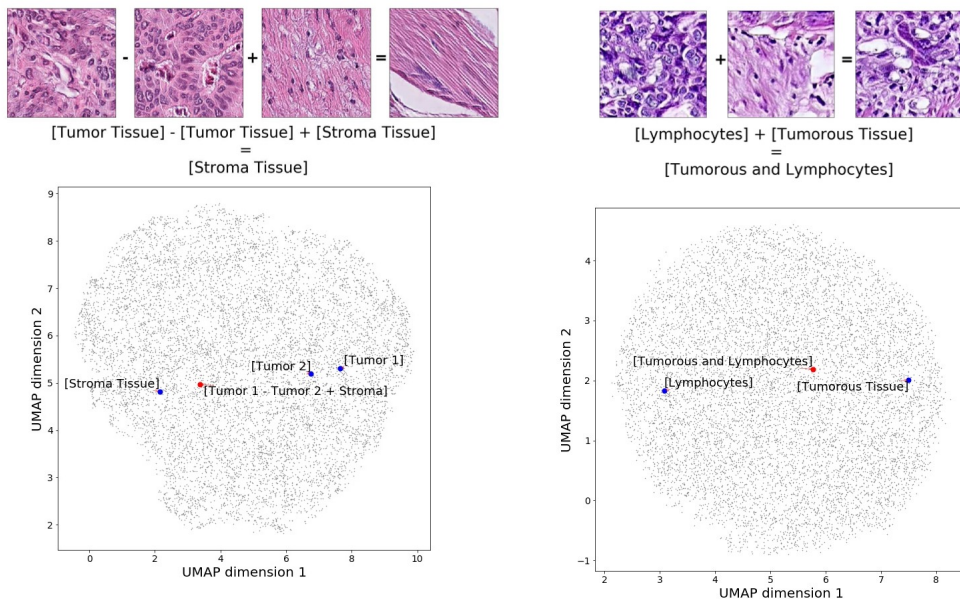 - + =
[Tumor Tissue] - [Tumor Tissue] + [Stroma Tissue]
=
[Stroma Tissue]
9
8
7
6
5
4
3
2
0 2 4 6 8 10
UMAP dimension 2
UMAP dimension 1
[Tumor 2]
[Tumor 1]
[Stroma Tissue]
[Tumor 1 - Tumor 2 + Stroma]
+ =
[Lymphocytes] + [Tumorous Tissue]
=
[Tumorous and Lymphocytes]
4
3
2
1
0
−1
2 3 4 5 6 7 8
UMAP dimension 2
UMAP dimension 1
[Tumorous and Lymphocytes]
[Lymphocytes]
[Tumorous Tissue]